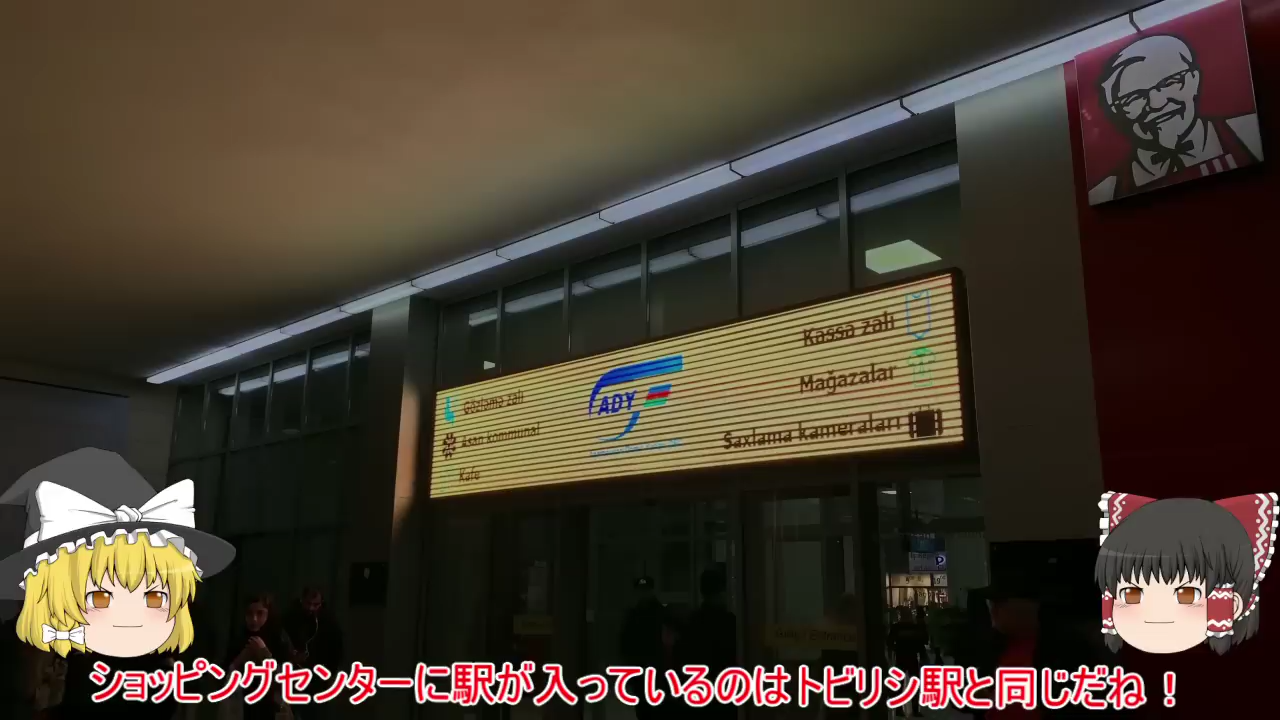 Gözləmə zalı
Asan kommunal
Kafe
ADY
Kassa zalı
Mağazalar
Saxlama kameraları
P
ショッピングセンターに駅が入っているのはトビリシ駅と同じだね！